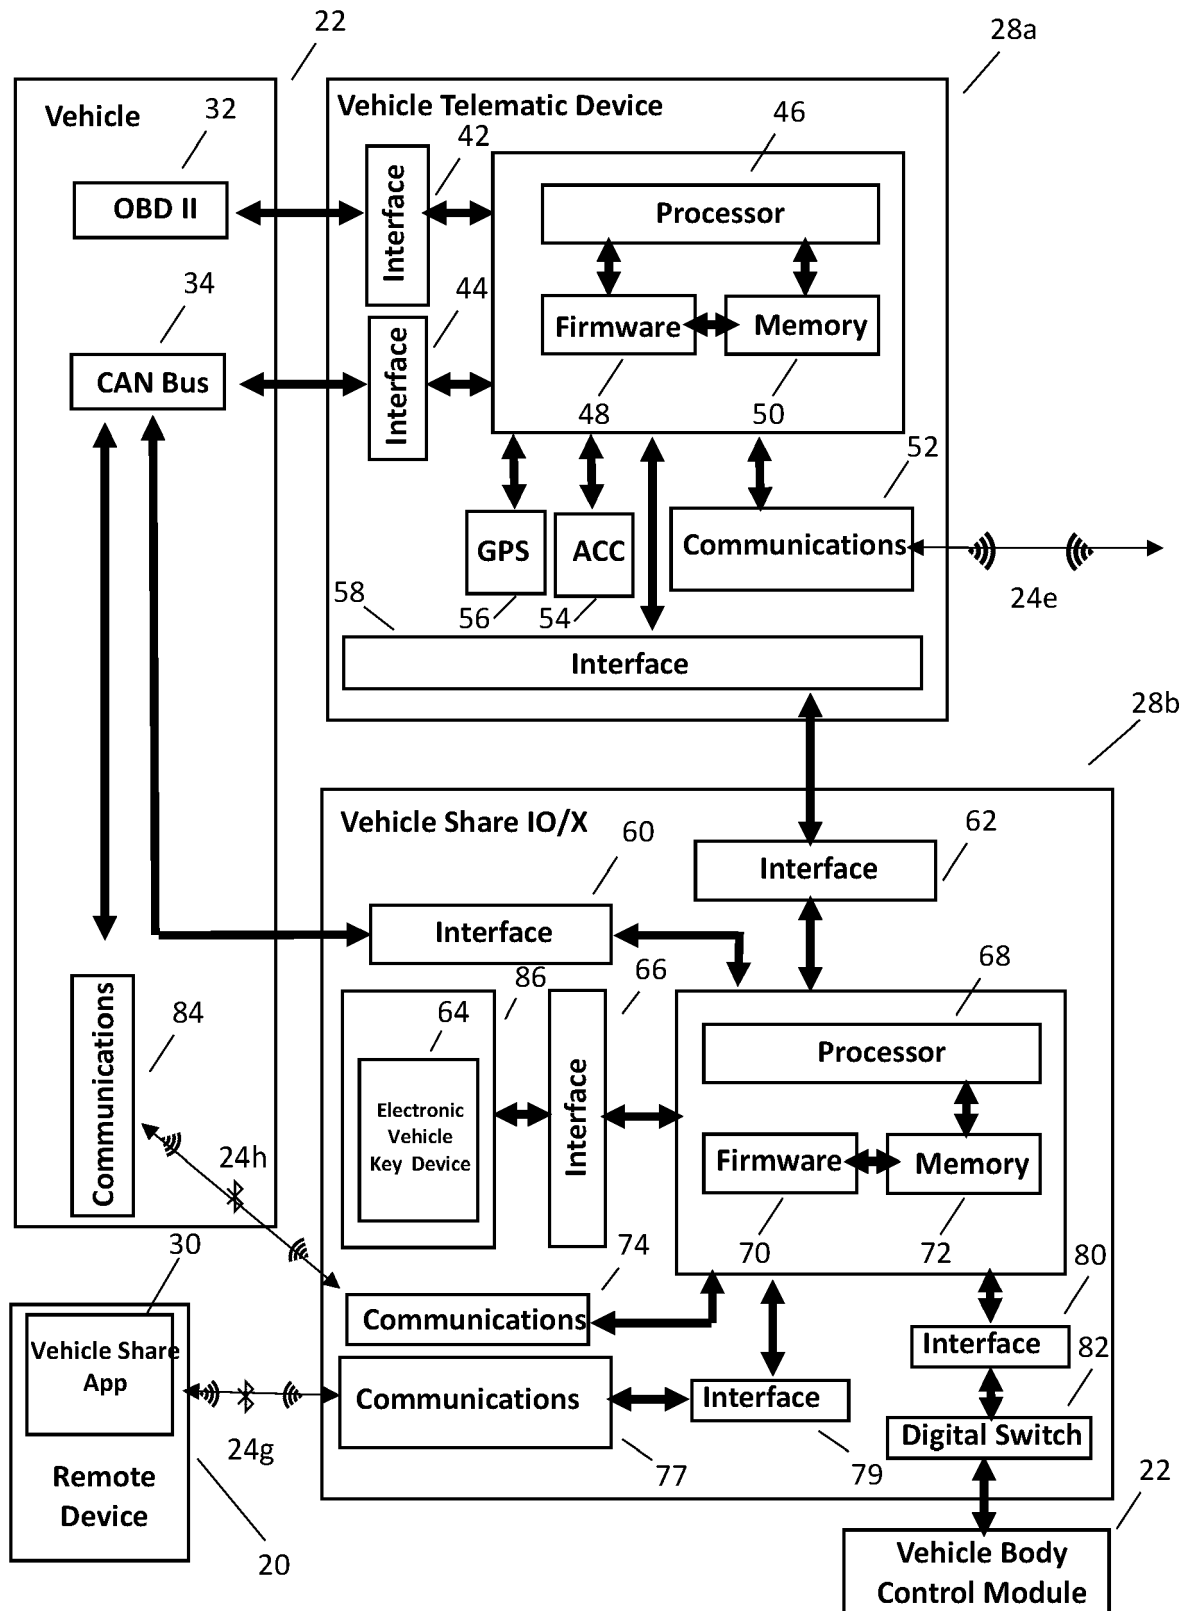 22
28a
Vehicle
32
Vehicle Telematic Device
42
46
OBD II
Interface
Processor
34
44
Firmware
Memory
CAN Bus
Interface
48
50
52
GPS
ACC
Communications
58
56
54
24e
Interface
28b
Vehicle Share IO/X
60
62
Interface
Interface
86
66
68
64
84
Communications
Processor
Electronic
Vehicle
Key Device
Interface
24h
Firmware
Memory
30
74
70
72
80
Communications
Interface
82
Vehicle Share
App
Communications
Interface
Digital Switch
24g
Remote
Device
77
79
22
20
Vehicle Body
Control Module